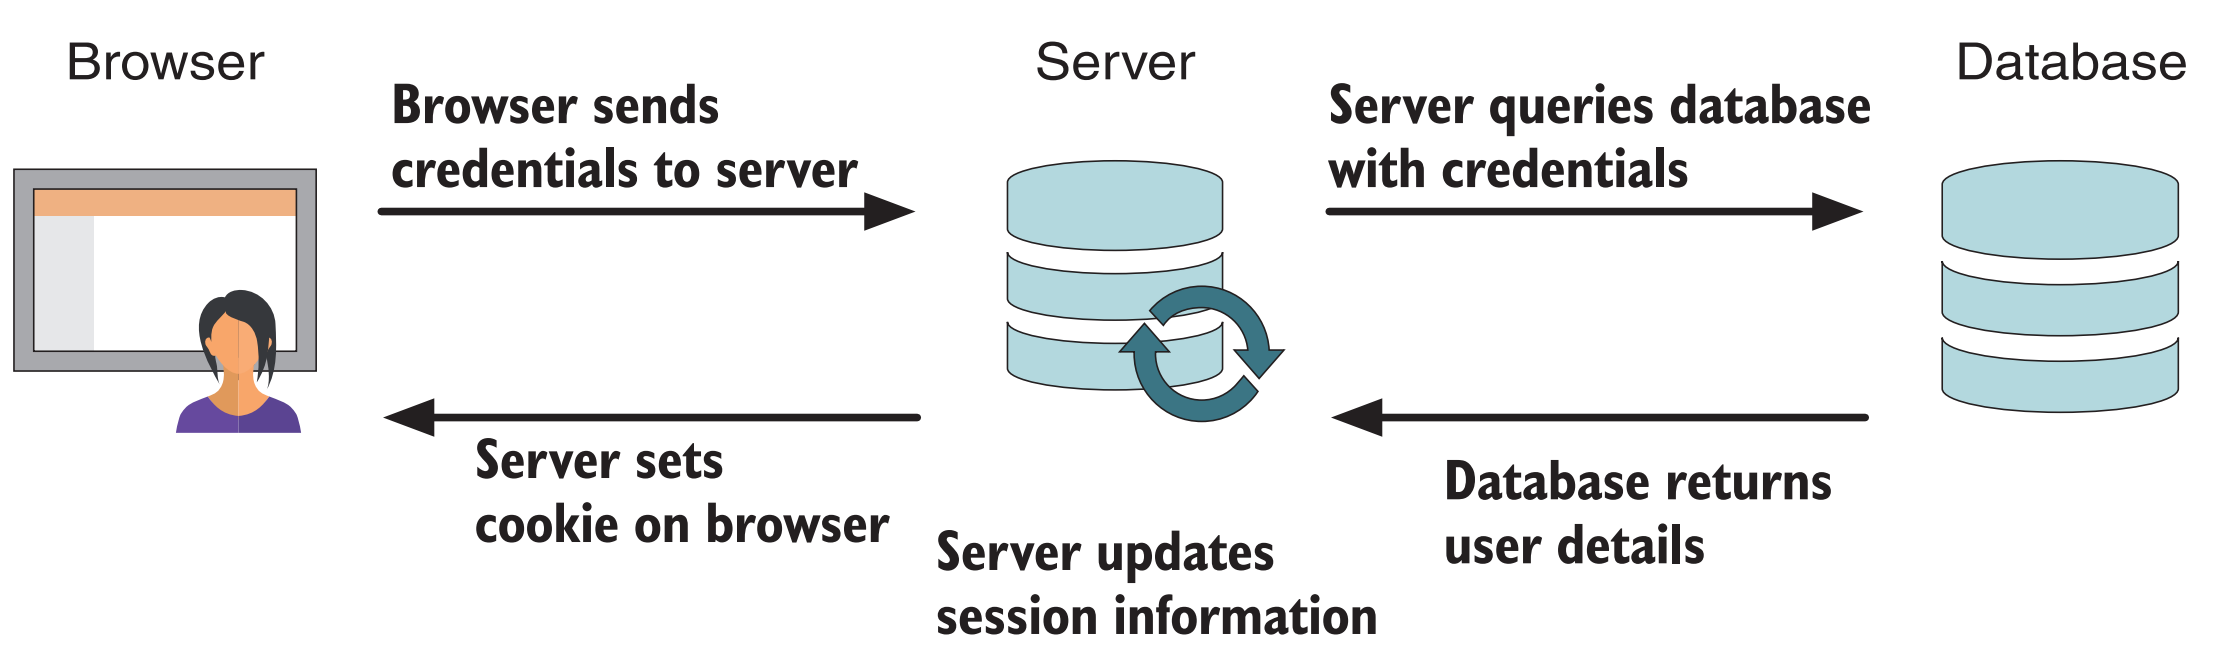 Browser
Server
Database
Browser sends
credentials to server
Server queries database
with credentials
Server sets
cookie on browser
Database returns
user details
Server updates
session information